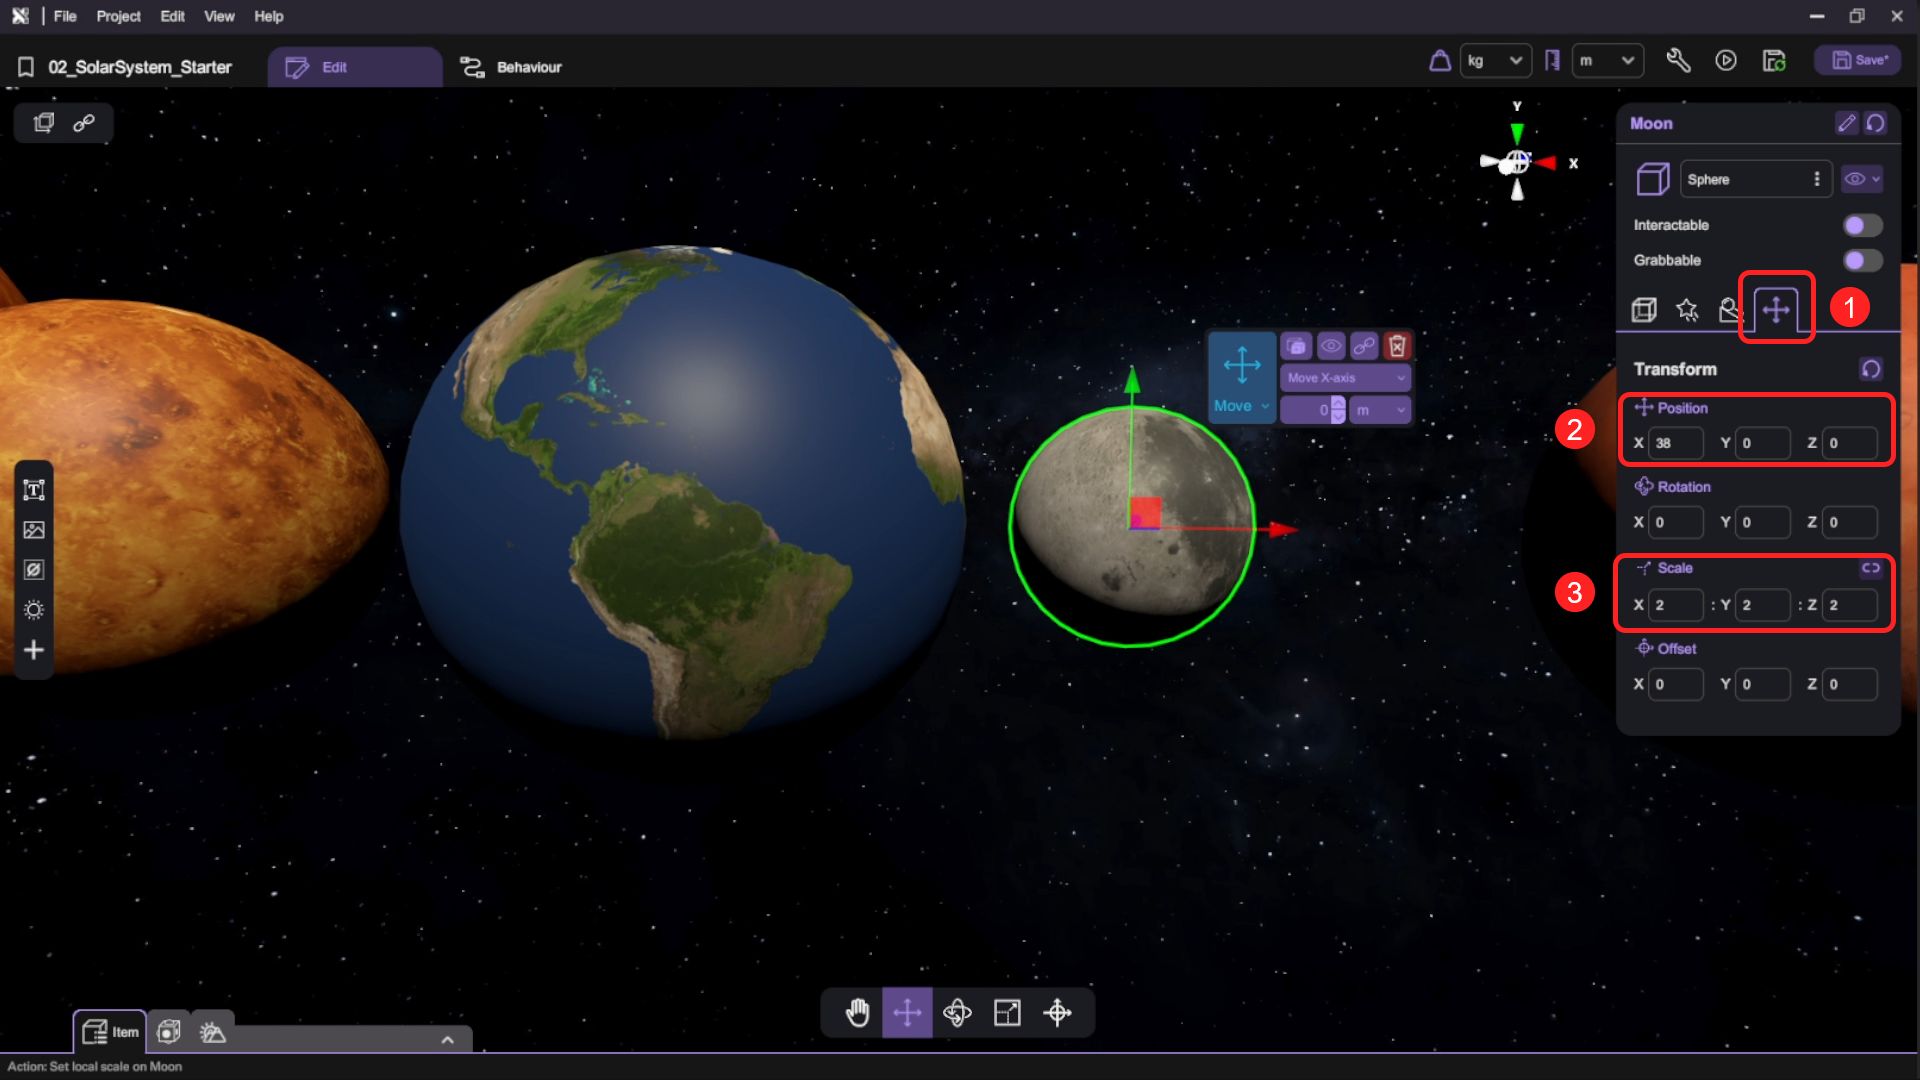 File Project Edit View Help
02_SolarSystem_Starter Edit Behaviour kg m Save*
Y
X
Moon
Sphere
Interactable
Grabbable
1
Transform
Position
2
X 38 Y 0 Z 0
Rotation
X 0 Y 0 Z 0
Scale
3
X 2 : Y 2 : Z 2
Offset
X 0 Y 0 Z 0
Move X-axis
Move 0 m
T
Item
Action: Set local scale on Moon